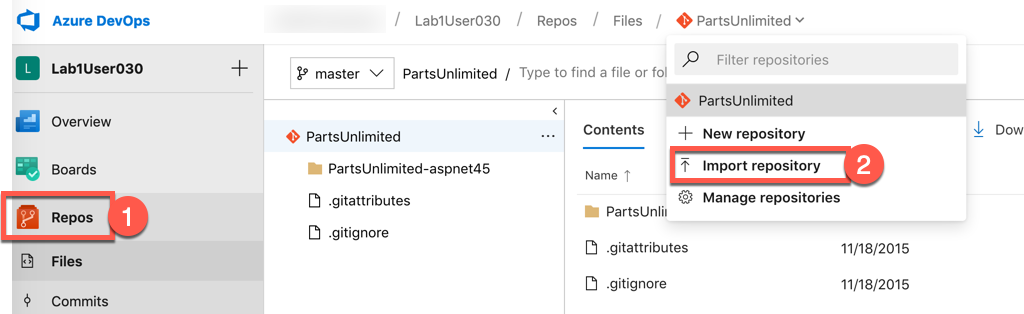 Azure DevOps / Lab1User030 / Repos / Files / PartsUnlimited
L Lab1User030
master PartsUnlimited / Type to find a file or fol
Filter repositories
Overview
PartsUnlimited
PartsUnlimited
Contents
New repository
Dow
Boards
PartsUnlimited-aspnet45
Import repository 2
Name ↑
.gitattributes
Manage repositories
Repos 1
PartsUnli
.gitignore
.gitattributes 11/18/2015
Files
.gitignore 11/18/2015
Commits